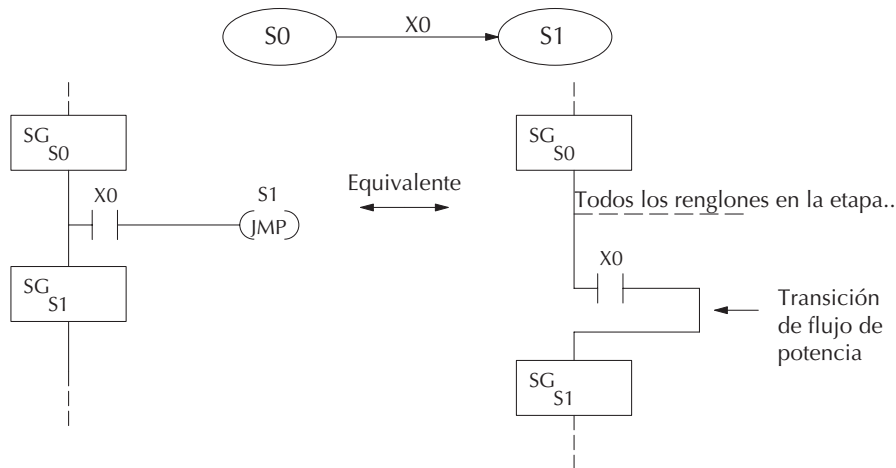 S0
X0
S1
SG
S0
X0
S1
JMP
SG
S1
Equivalente
SG
S0
Todos los renglones en la etapa..
X0
Transición
de flujo de
potencia
SG
S1